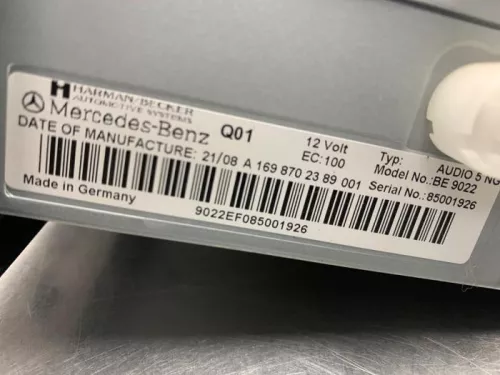 HARMAN/BECKER
AUTOMOTIVE SYSTEMS
Mercedes-Benz Q01 12 Volt Typ: AUDIO 5 NG
EC:100 Model No.:BE 9022
DATE OF MANUFACTURE: 21/08 A 169 870 23 89 001 Serial No.:85001926
Made in Germany
9022EF085001926